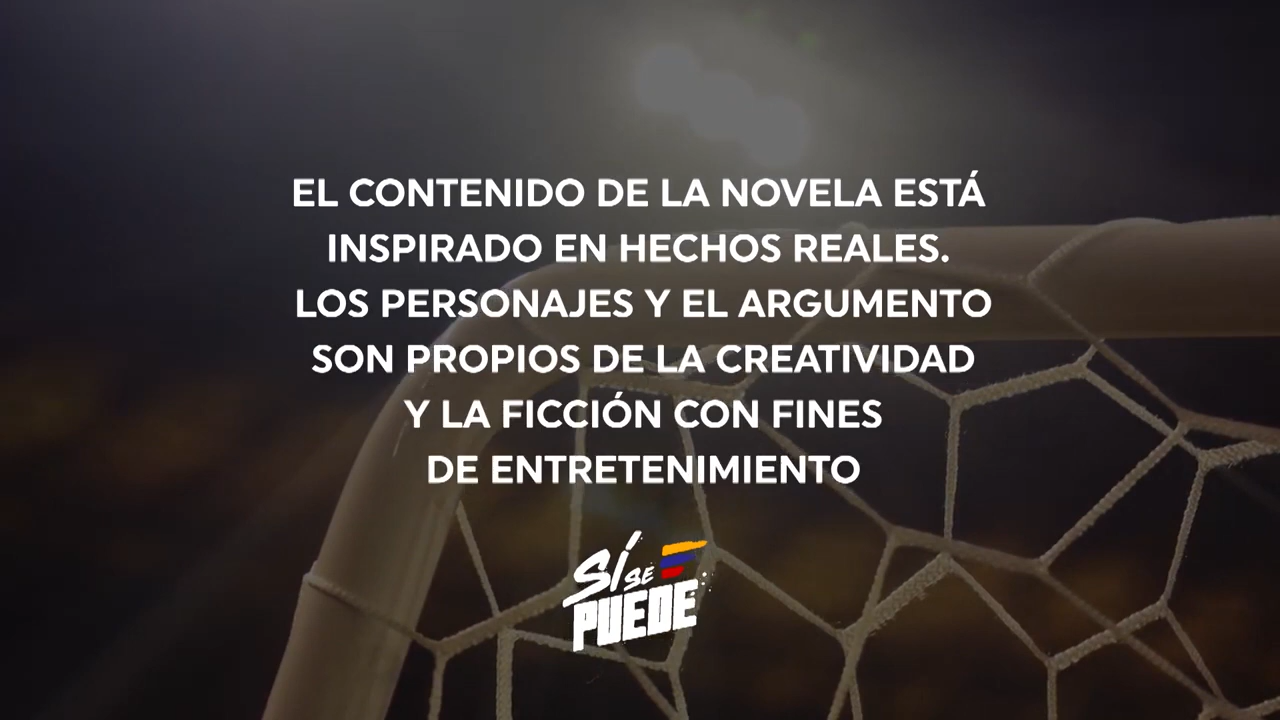 EL CONTENIDO DE LA NOVELA ESTÁ
INSPIRADO EN HECHOS REALES.
LOS PERSONAJES Y EL ARGUMENTO
SON PROPIOS DE LA CREATIVIDAD
Y LA FICCIÓN CON FINES
DE ENTRETENIMIENTO
SÍ SE
PUEDE